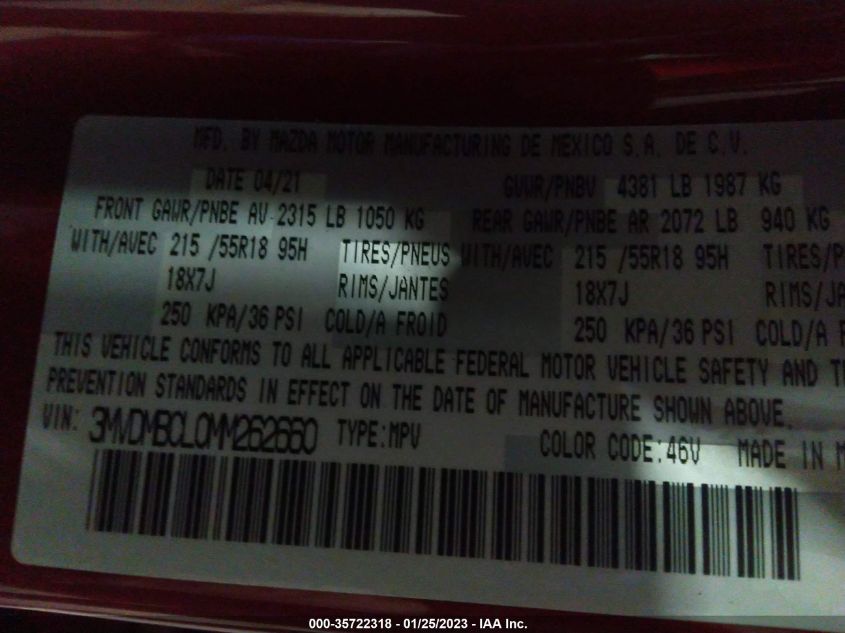 MFD. BY MAZDA MOTOR MANUFACTURING DE MEXICO S.A. DE C.V.
DATE 04/21 GVWR/PNBV 4381 LB 1987 KG
FRONT GAWR/PNBE AV 2315 LB 1050 KG REAR GAWR/PNBE AR 2072 LB 940 KG
WITH/AVEC 215 /55R18 95H TIRES/PNEUS WITH/AVEC 215 /55R18 95H TIRES/P
18X7J RIMS/JANTES 18X7J RIMS/JA
250 KPA/36 PSI COLD/A FROID 250 KPA/36 PSI COLD/A F
THIS VEHICLE CONFORMS TO ALL APPLICABLE FEDERAL MOTOR VEHICLE SAFETY AND TH
PREVENTION STANDARDS IN EFFECT ON THE DATE OF MANUFACTURE SHOWN ABOVE.
VIN: 3MVDMBCL0MM262660 TYPE:MPV COLOR CODE:46V MADE IN M
000-35722318 - 01/25/2023 - IAA Inc.